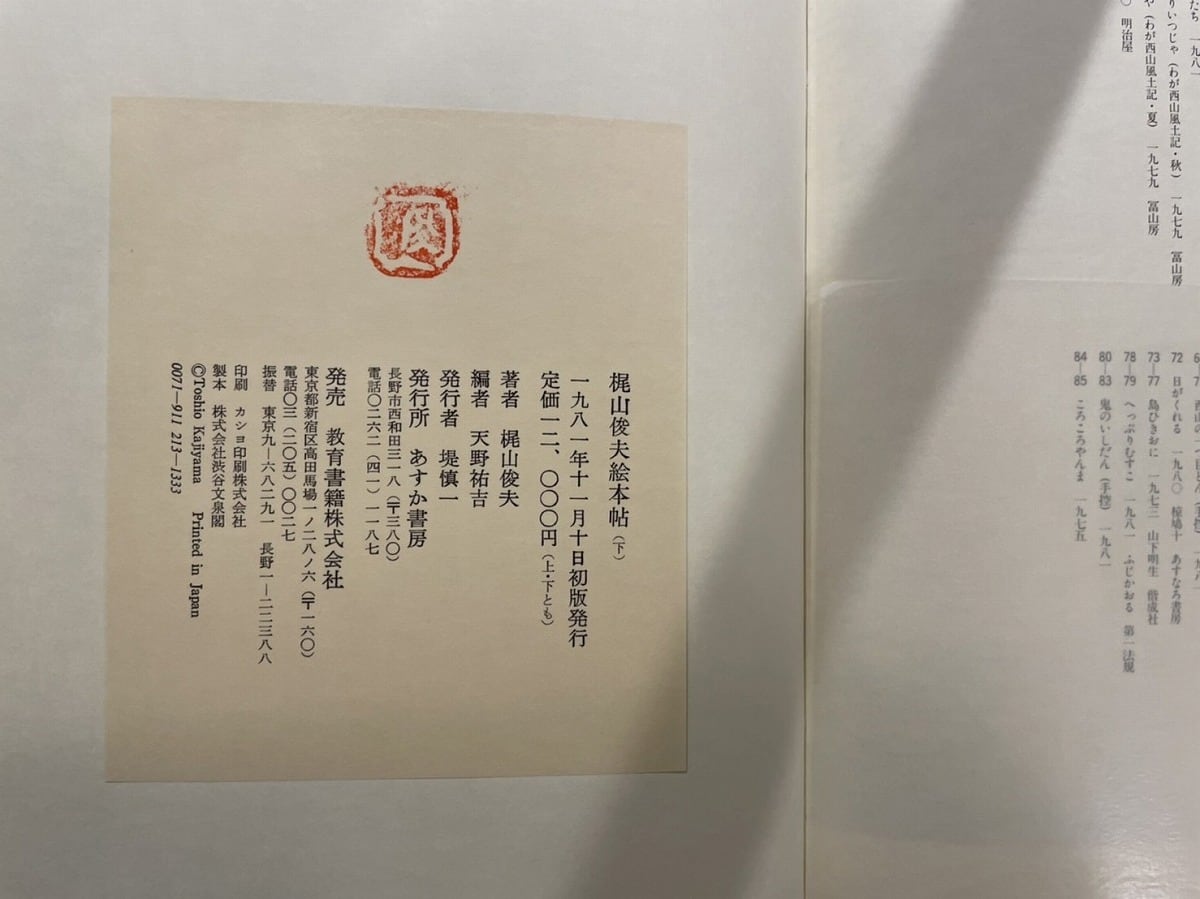 たち 一九八一
りいつじゃ(わが西山風土記・秋) 一九七九 冨山房
や(わが西山風土記・夏) 一九七九 冨山房
明治屋
72 日がくれる 一九八〇 椋鳩十 あすなろ書房
73—77 島ひきおに 一九七三 山下明生 偕成社
78—79 へっぷりむすこ 一九八一 ふじかおる 第一法規
80—83 鬼のいしだん(手控) 一九八一
84—85 ころころやんま 一九七五
俊
梶山俊夫絵本帖(下)
一九八一年十一月十日初版発行
定価一二、〇〇〇円(上・下とも)
著者 梶山俊夫
編者 天野祐吉
発行者 堤慎一
発行所 あすか書房
長野市西和田三一八(〒三八〇)
電話〇二六二(四一)一一八七
発売 教育書籍株式会社
東京都新宿区高田馬場一ノ二八ノ六(〒一六〇)
電話〇三(二〇五)〇〇二七
振替 東京九—六八二九一 長野一—二二三八八
印刷 カショ印刷株式会社
製本 株式会社渋谷文泉閣
©Toshio Kajiyama Printed in Japan
0071—911 213—1333